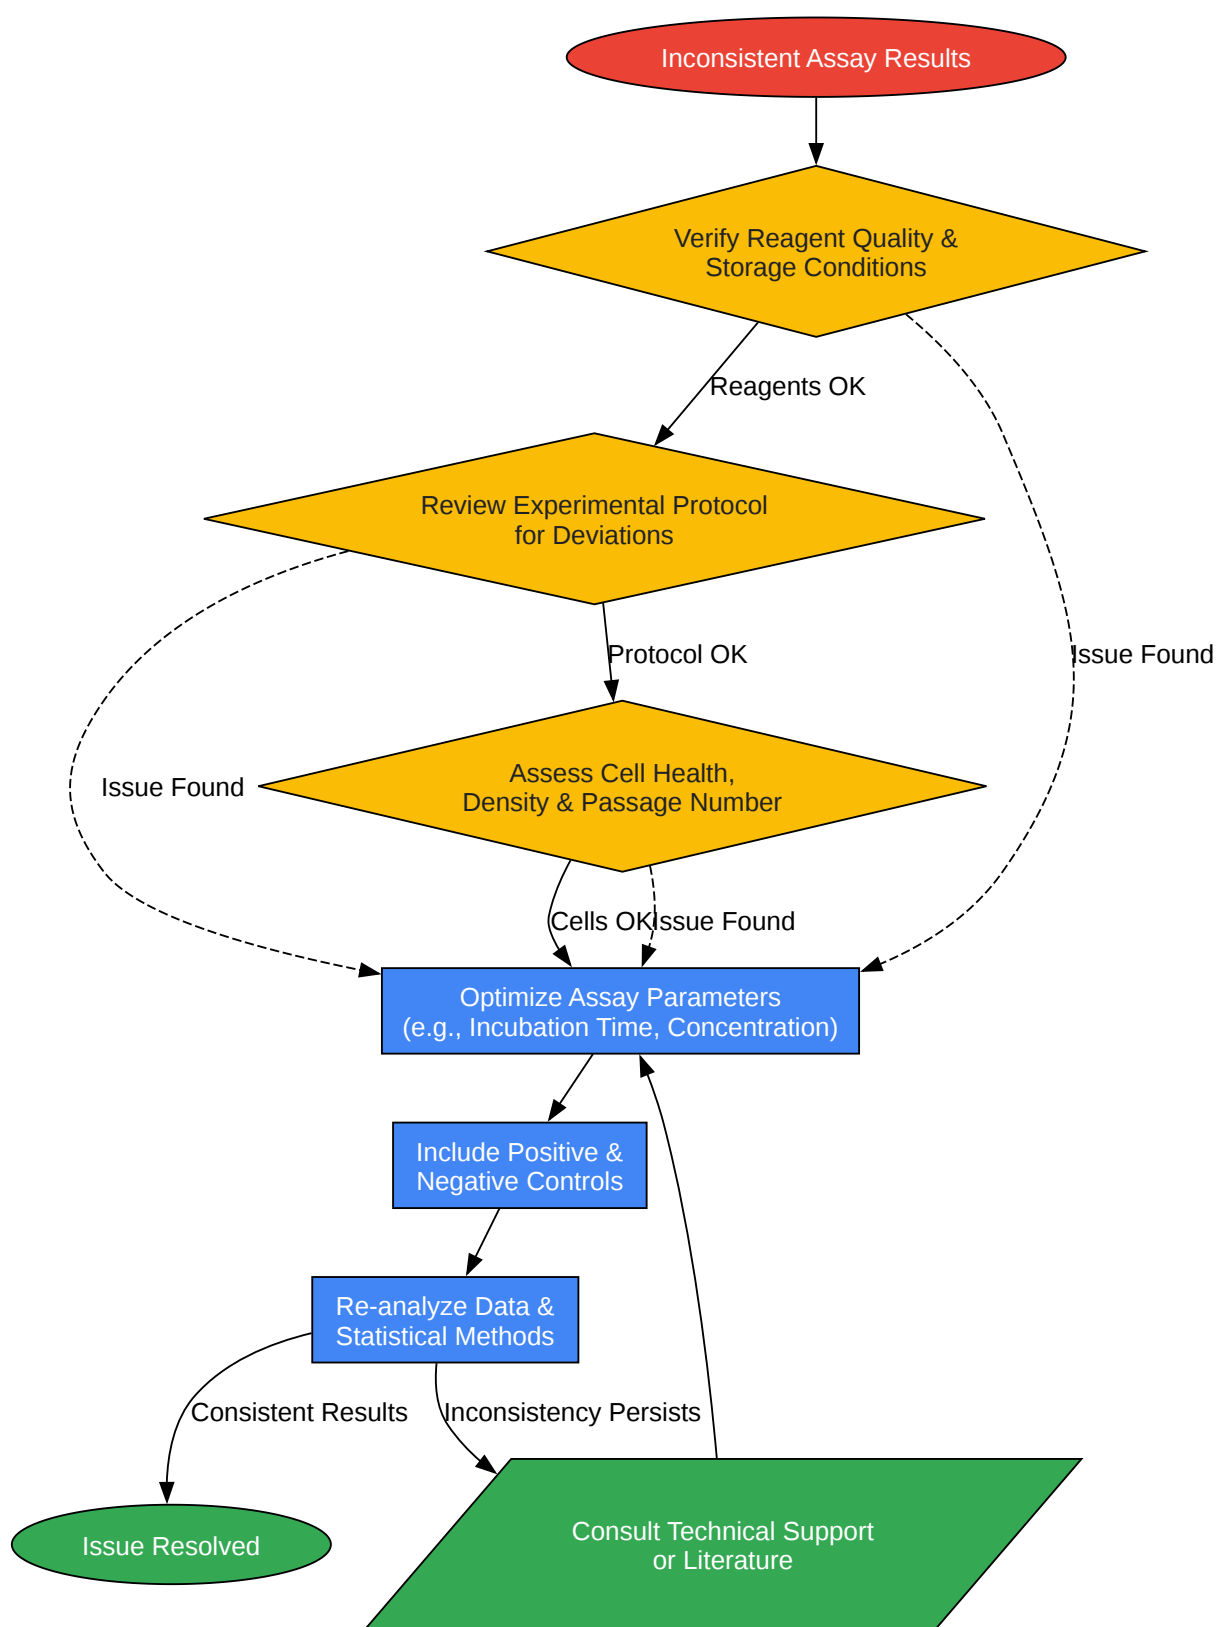 Inconsistent Assay Results
Verify Reagent Quality &
Storage Conditions
Reagents OK
Review Experimental Protocol
for Deviations
Protocol OK
Issue Found
Assess Cell Health,
Density & Passage Number
Issue Found
Cells OK
Issue Found
Optimize Assay Parameters
(e.g., Incubation Time, Concentration)
Include Positive &
Negative Controls
Re-analyze Data &
Statistical Methods
Consistent Results
Inconsistency Persists
Issue Resolved
Consult Technical Support
or Literature